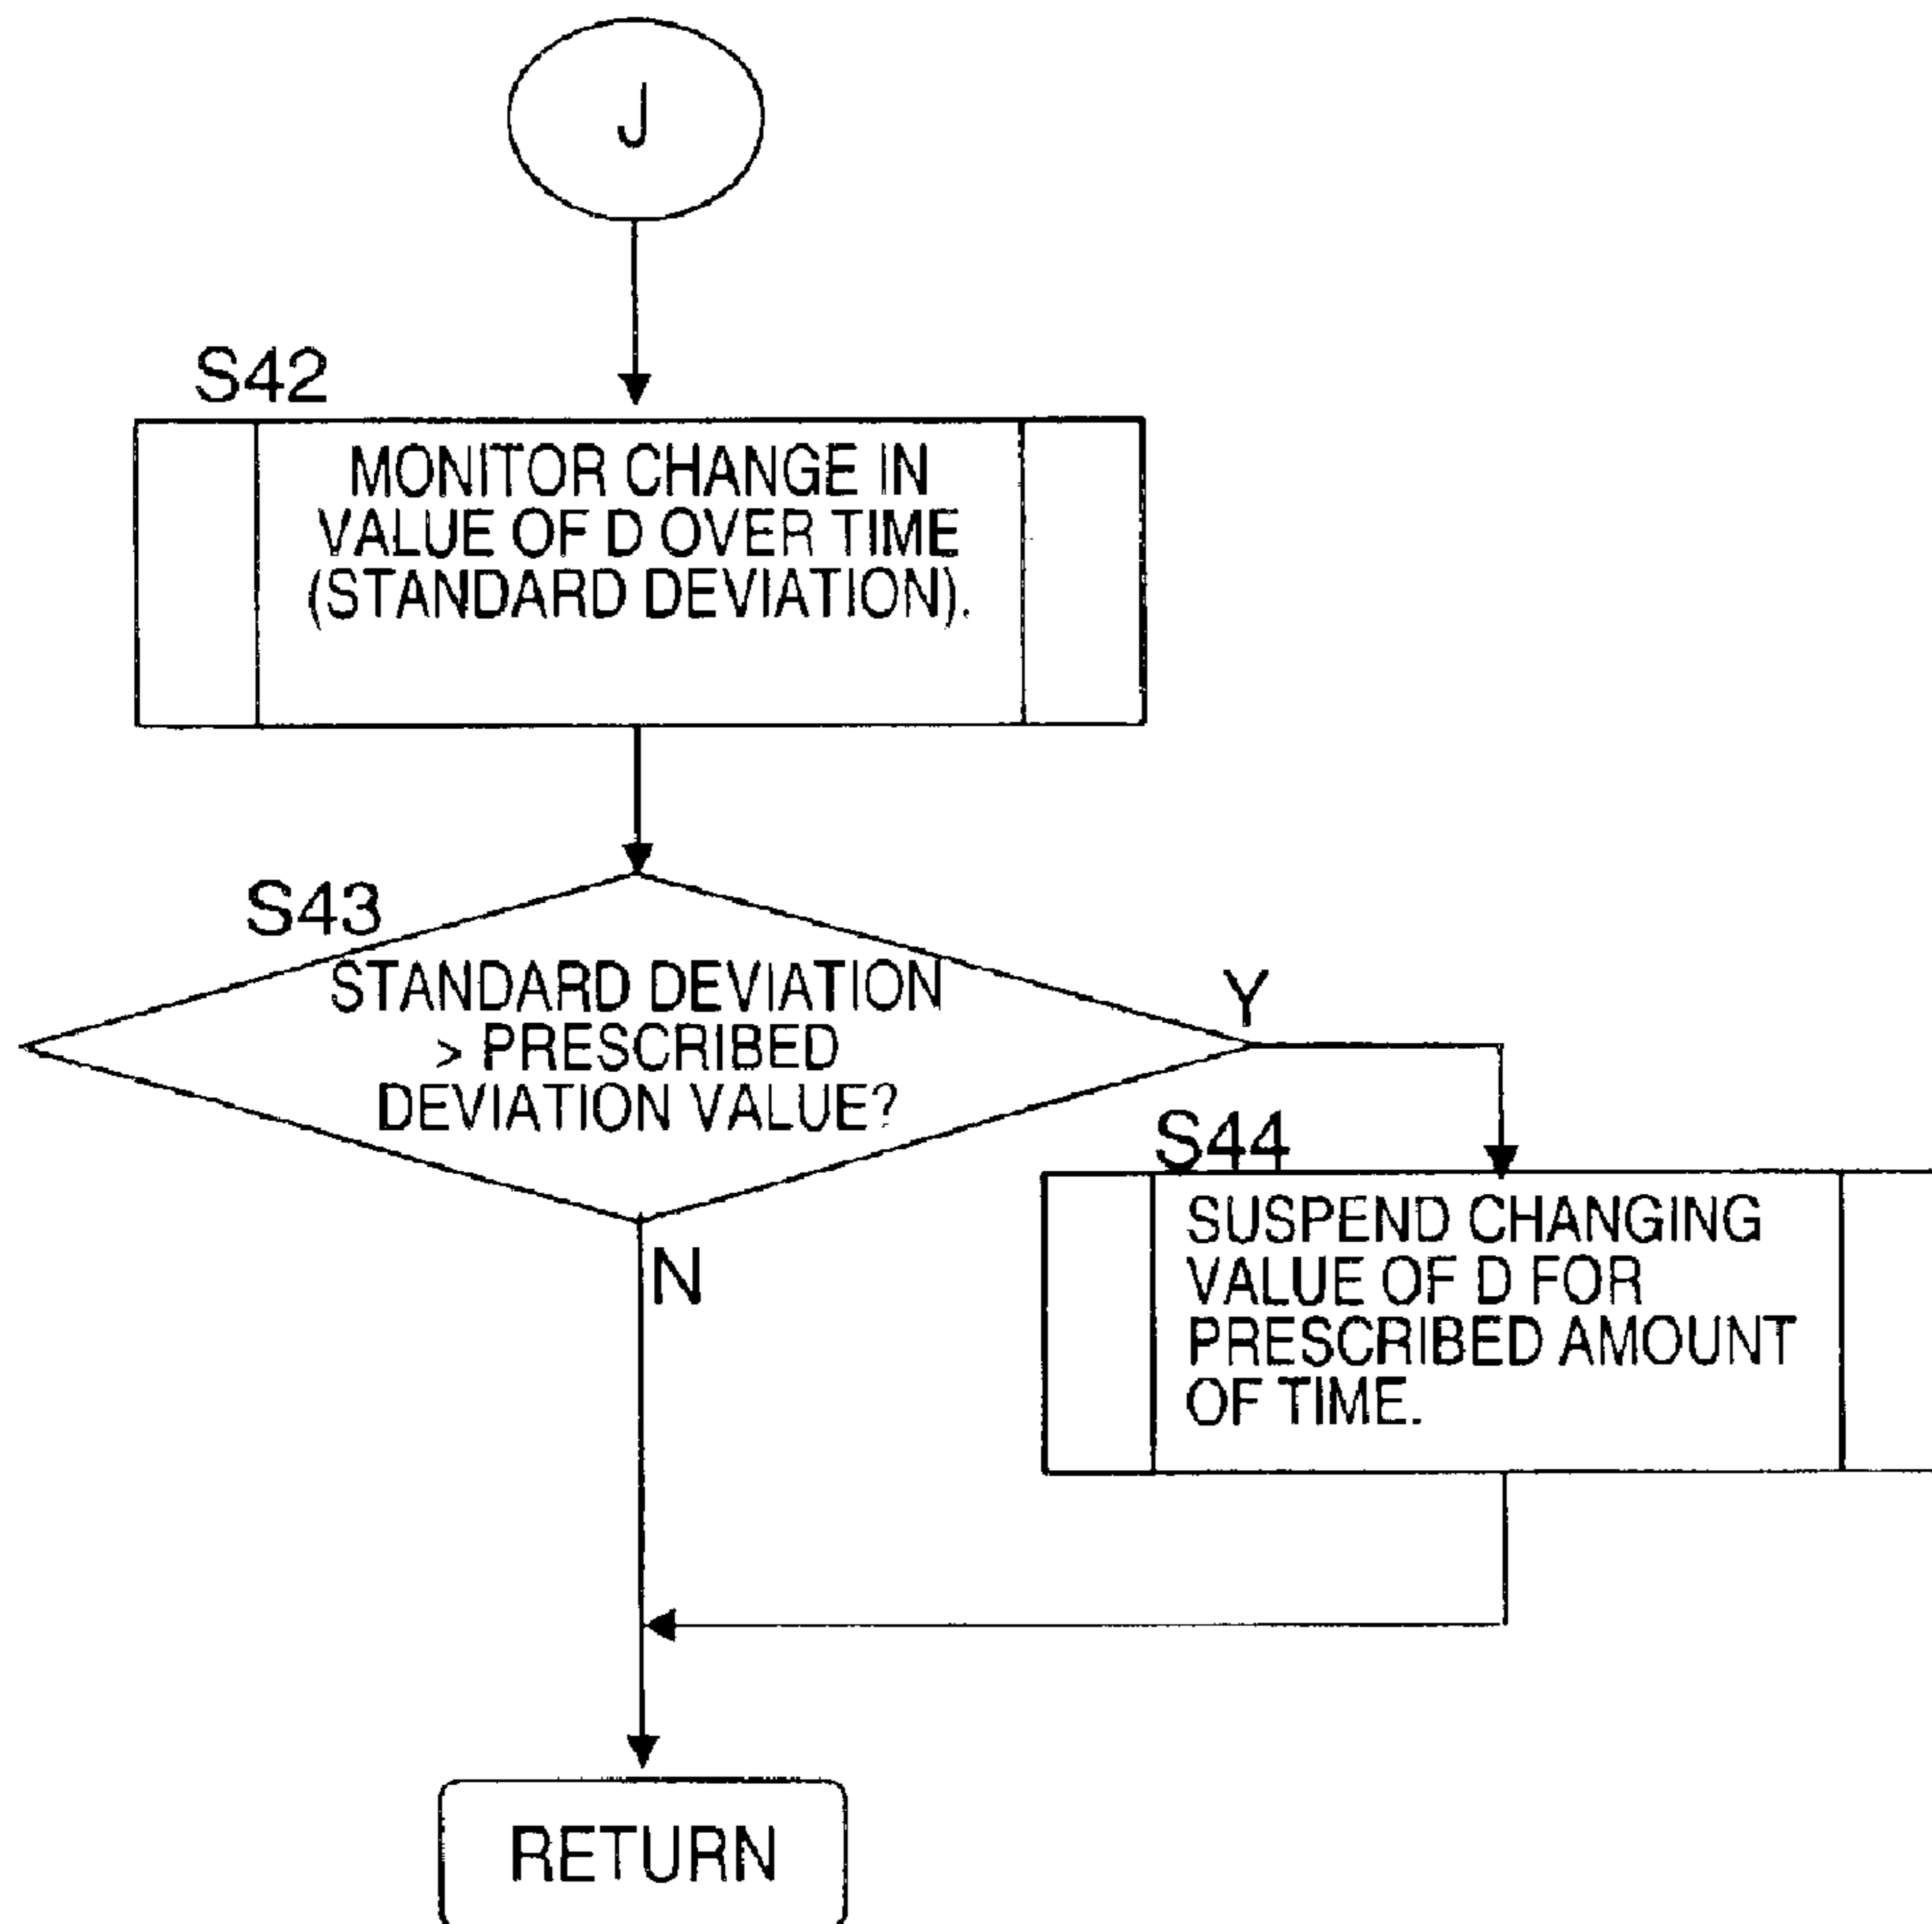 J
S42
MONITOR CHANGE IN
VALUE OF D OVER TIME
(STANDARD DEVIATION).
S43
STANDARD DEVIATION
> PRESCRIBED
DEVIATION VALUE?
Y
N
S44
SUSPEND CHANGING
VALUE OF D FOR
PRESCRIBED AMOUNT
OF TIME.
RETURN